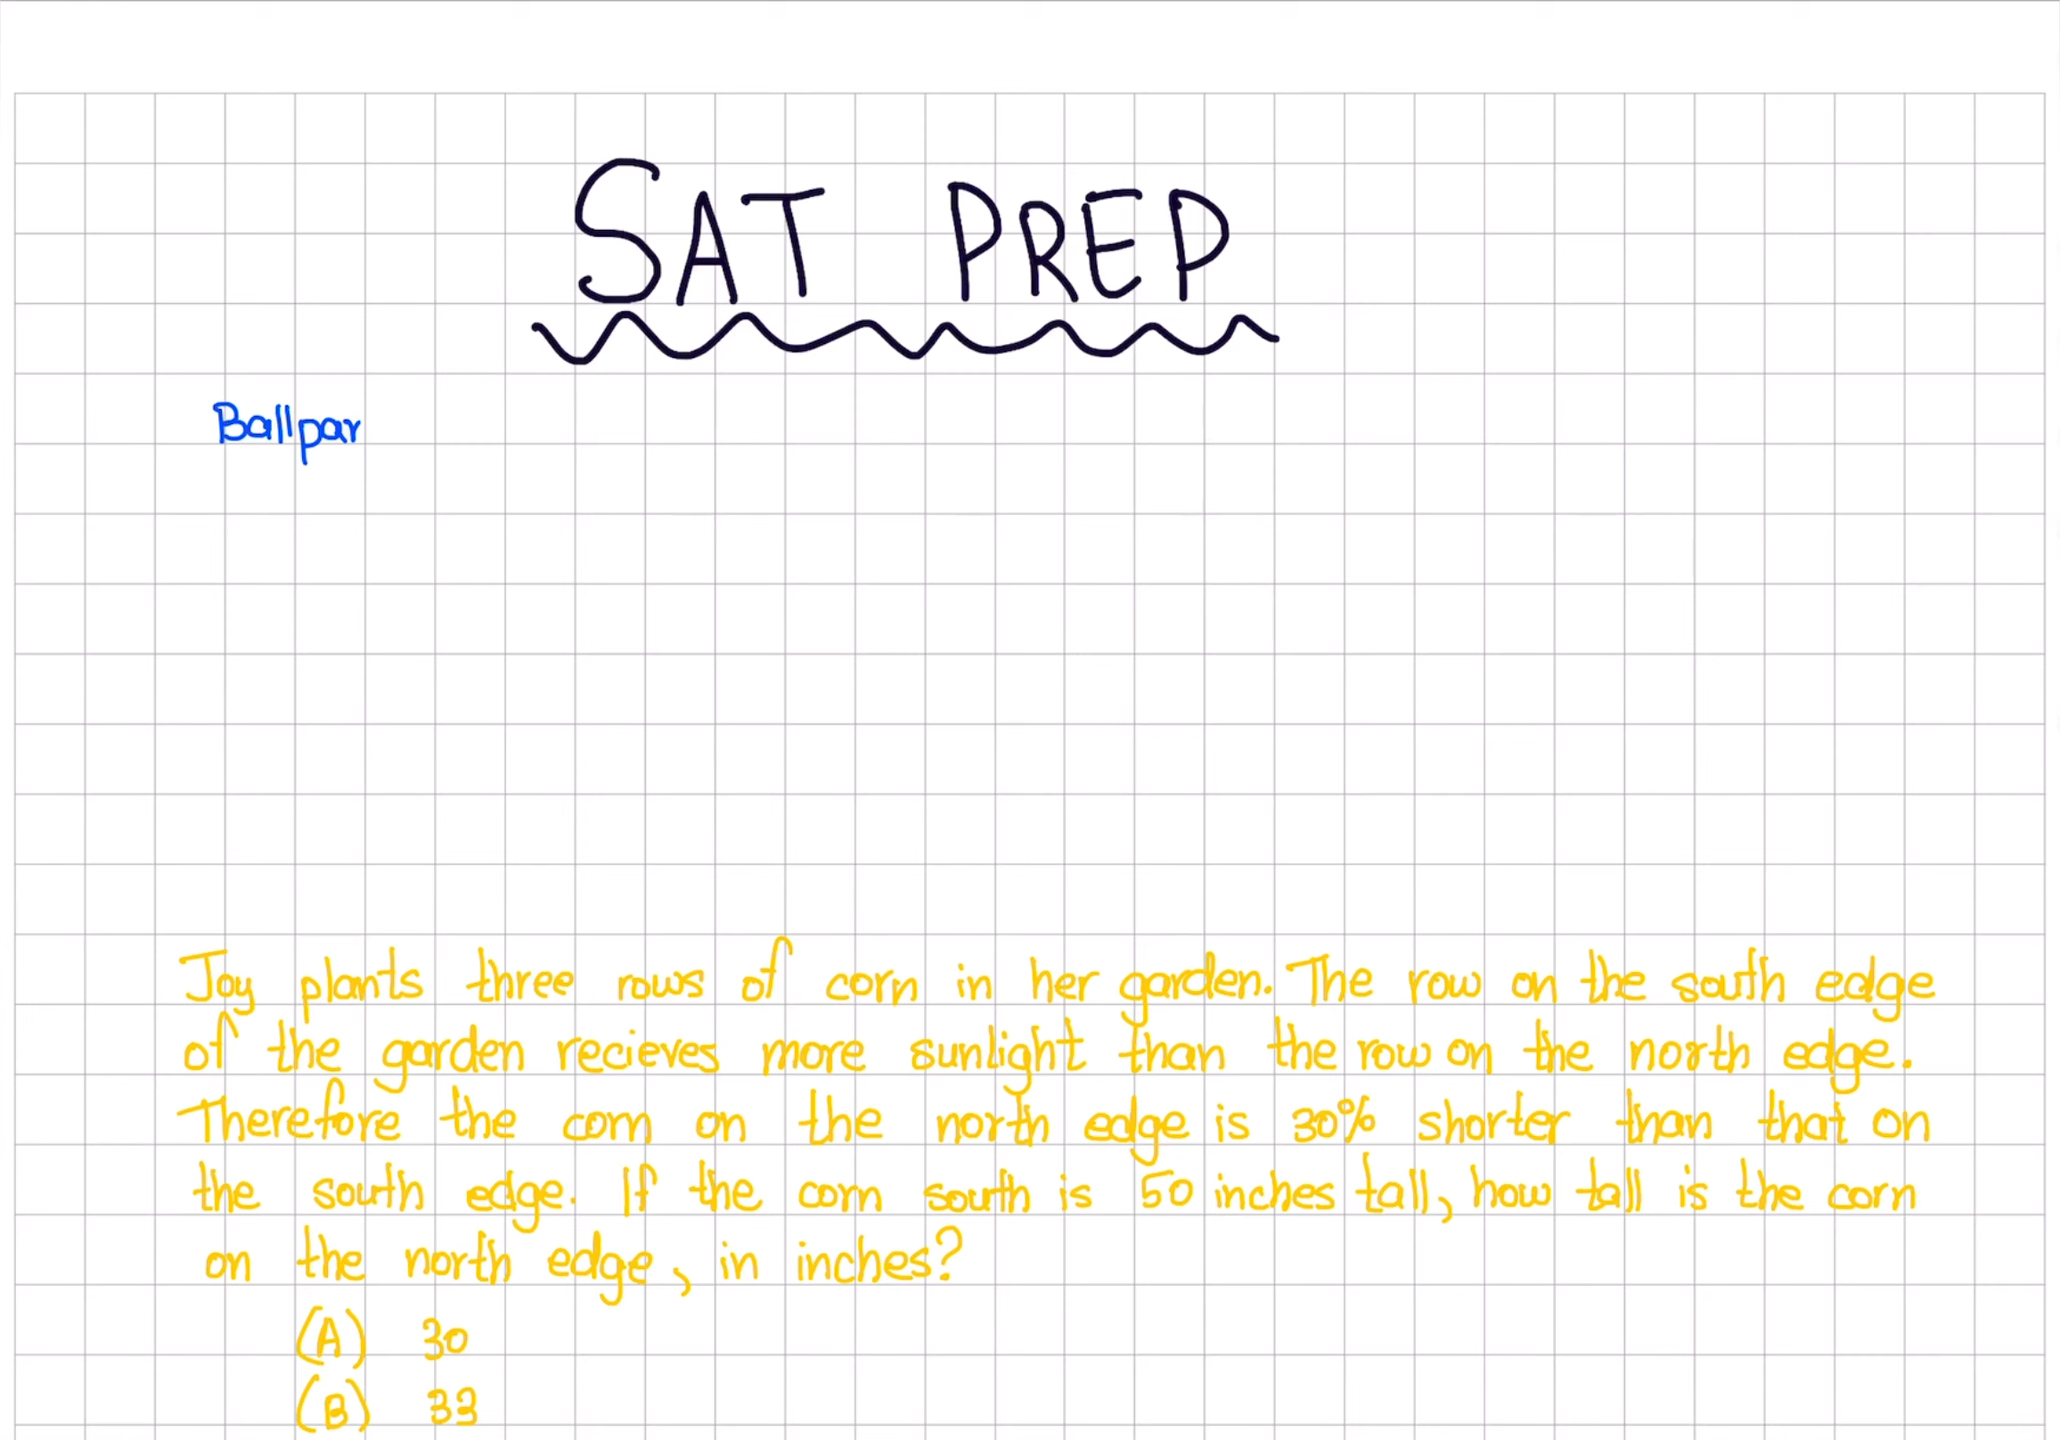 SAT PREP
Ballpar
Joy plants three rows of corn in her garden. The row on the south edge
of the garden recieves more sunlight than the row on the north edge.
Therefore the corn on the north edge is 30% shorter than that on
the south edge. If the corn south is 50 inches tall, how tall is the corn
on the north edge, in inches?
(A) 30
(B) 33